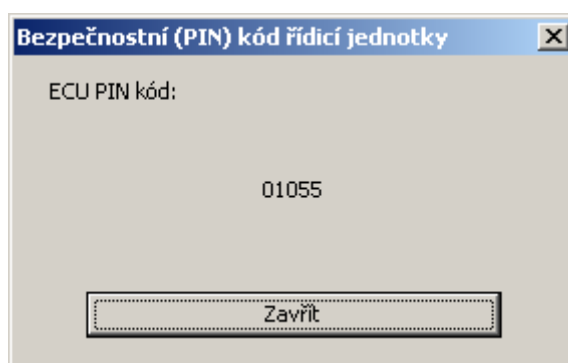 Bezpečnostní (PIN) kód řídicí jednotky
ECU PIN kód:
01055
Zavřít